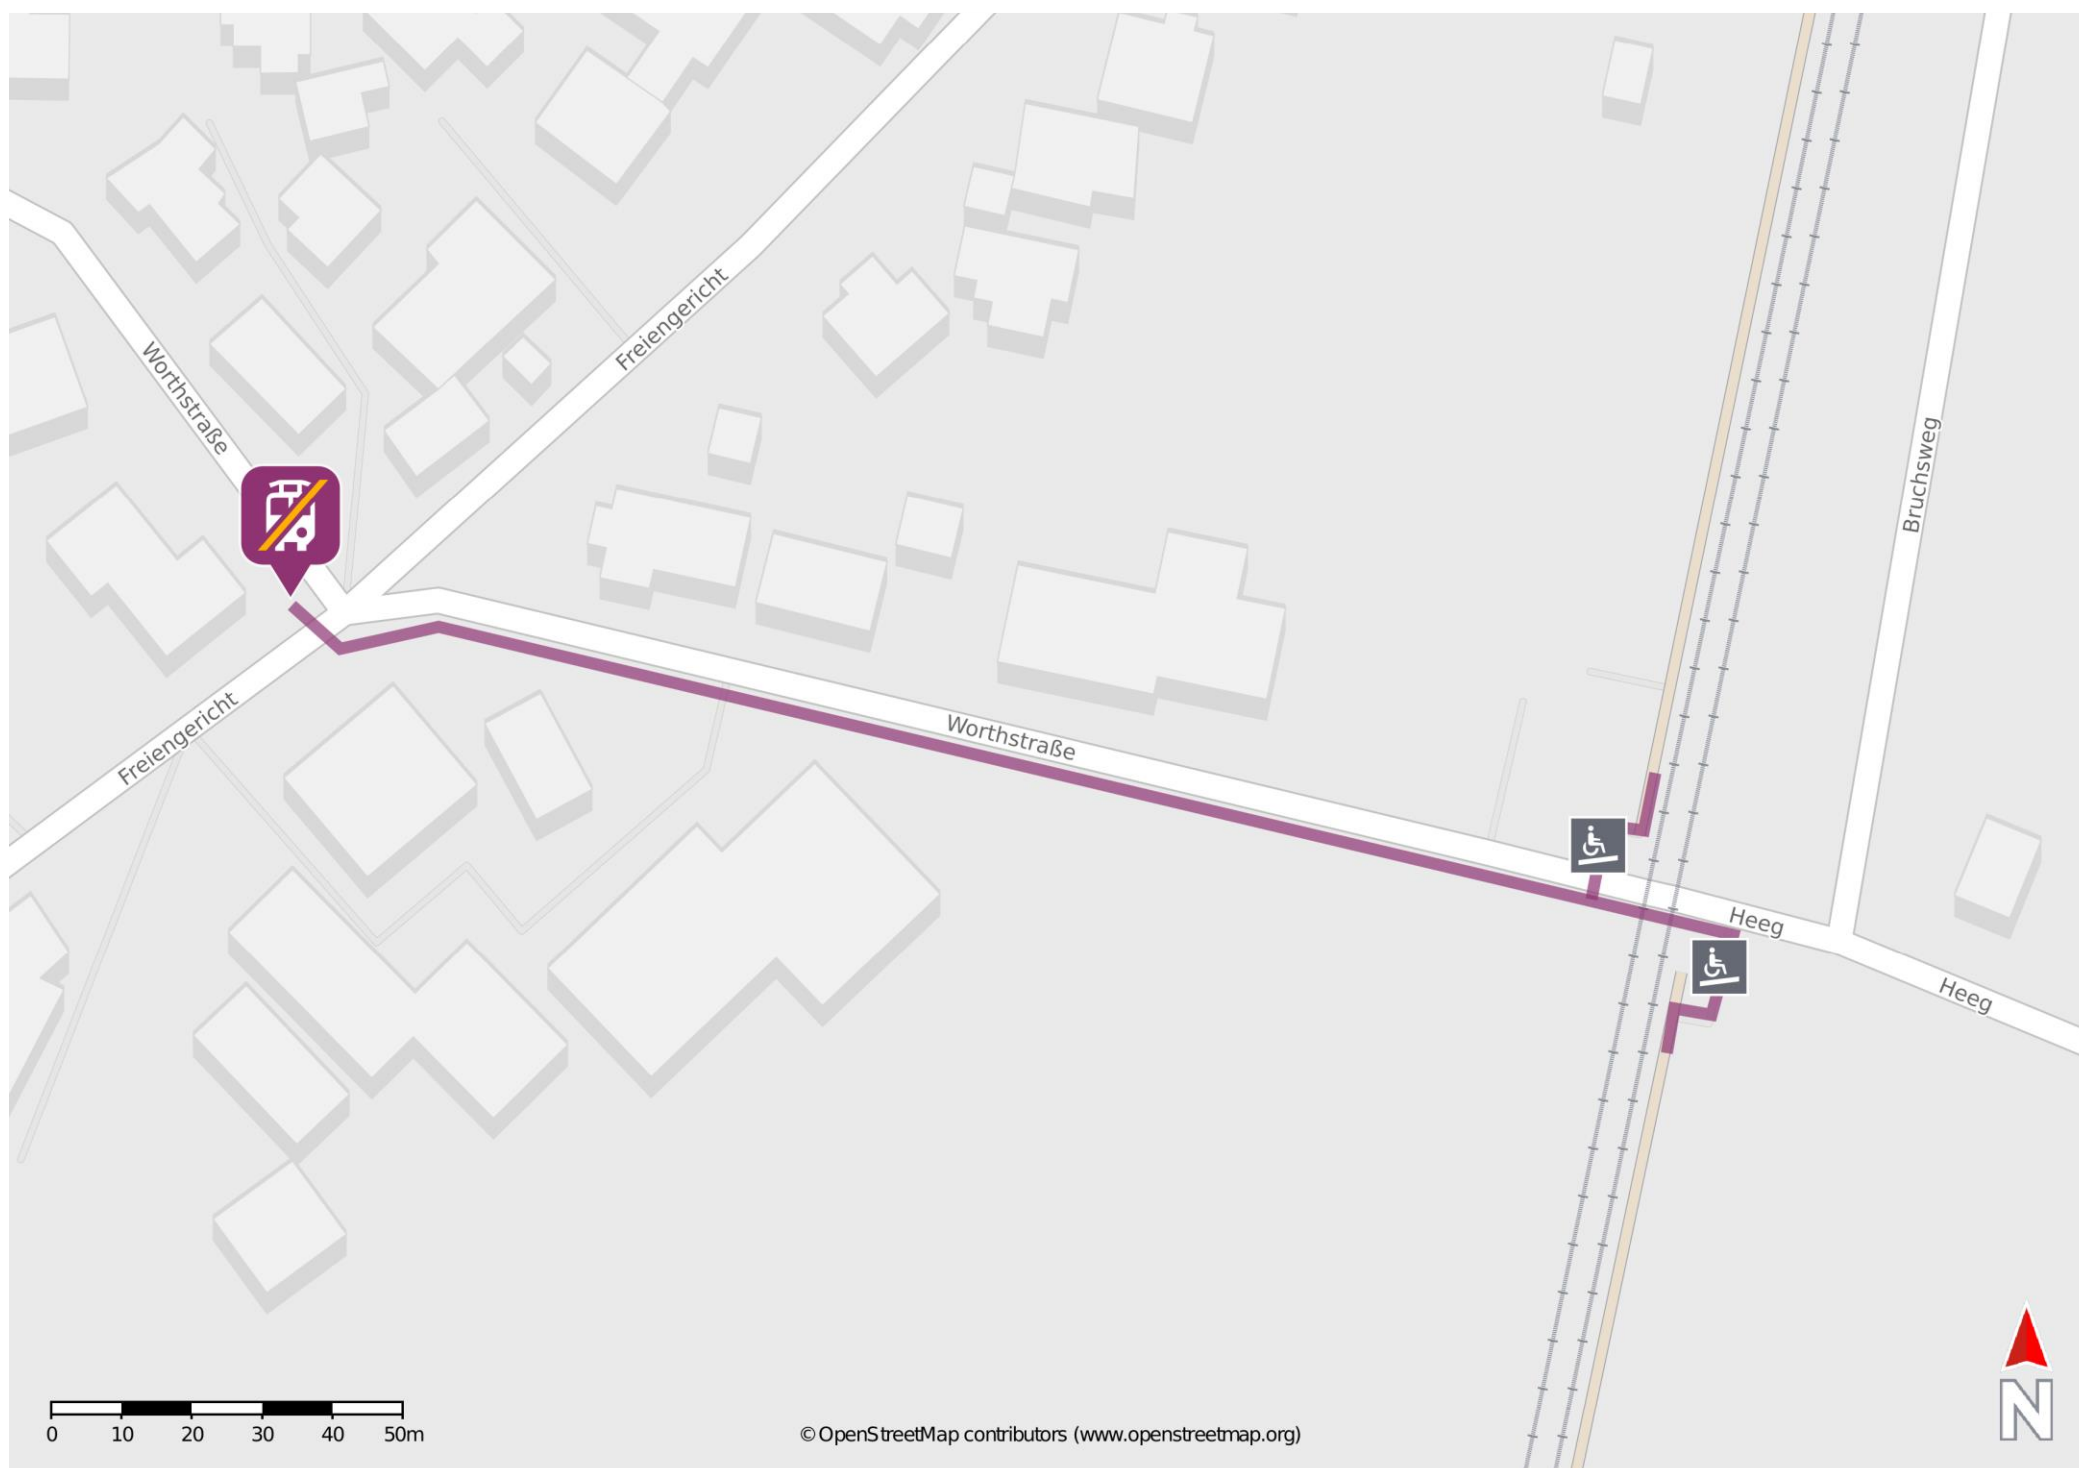 Freiengericht
Worthstraße
Bruchsweg
Freiengericht
Worthstraße
Heeg
Heeg
0 10 20 30 40 50m
© OpenStreetMap contributors (www.openstreetmap.org)
N